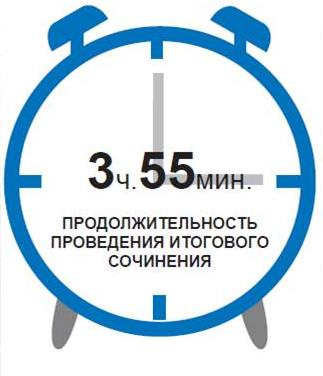 3ч.55мин.
ПРОДОЛЖИТЕЛЬНОСТЬ
ПРОВЕДЕНИЯ ИТОГОВОГО
СОЧИНЕНИЯ